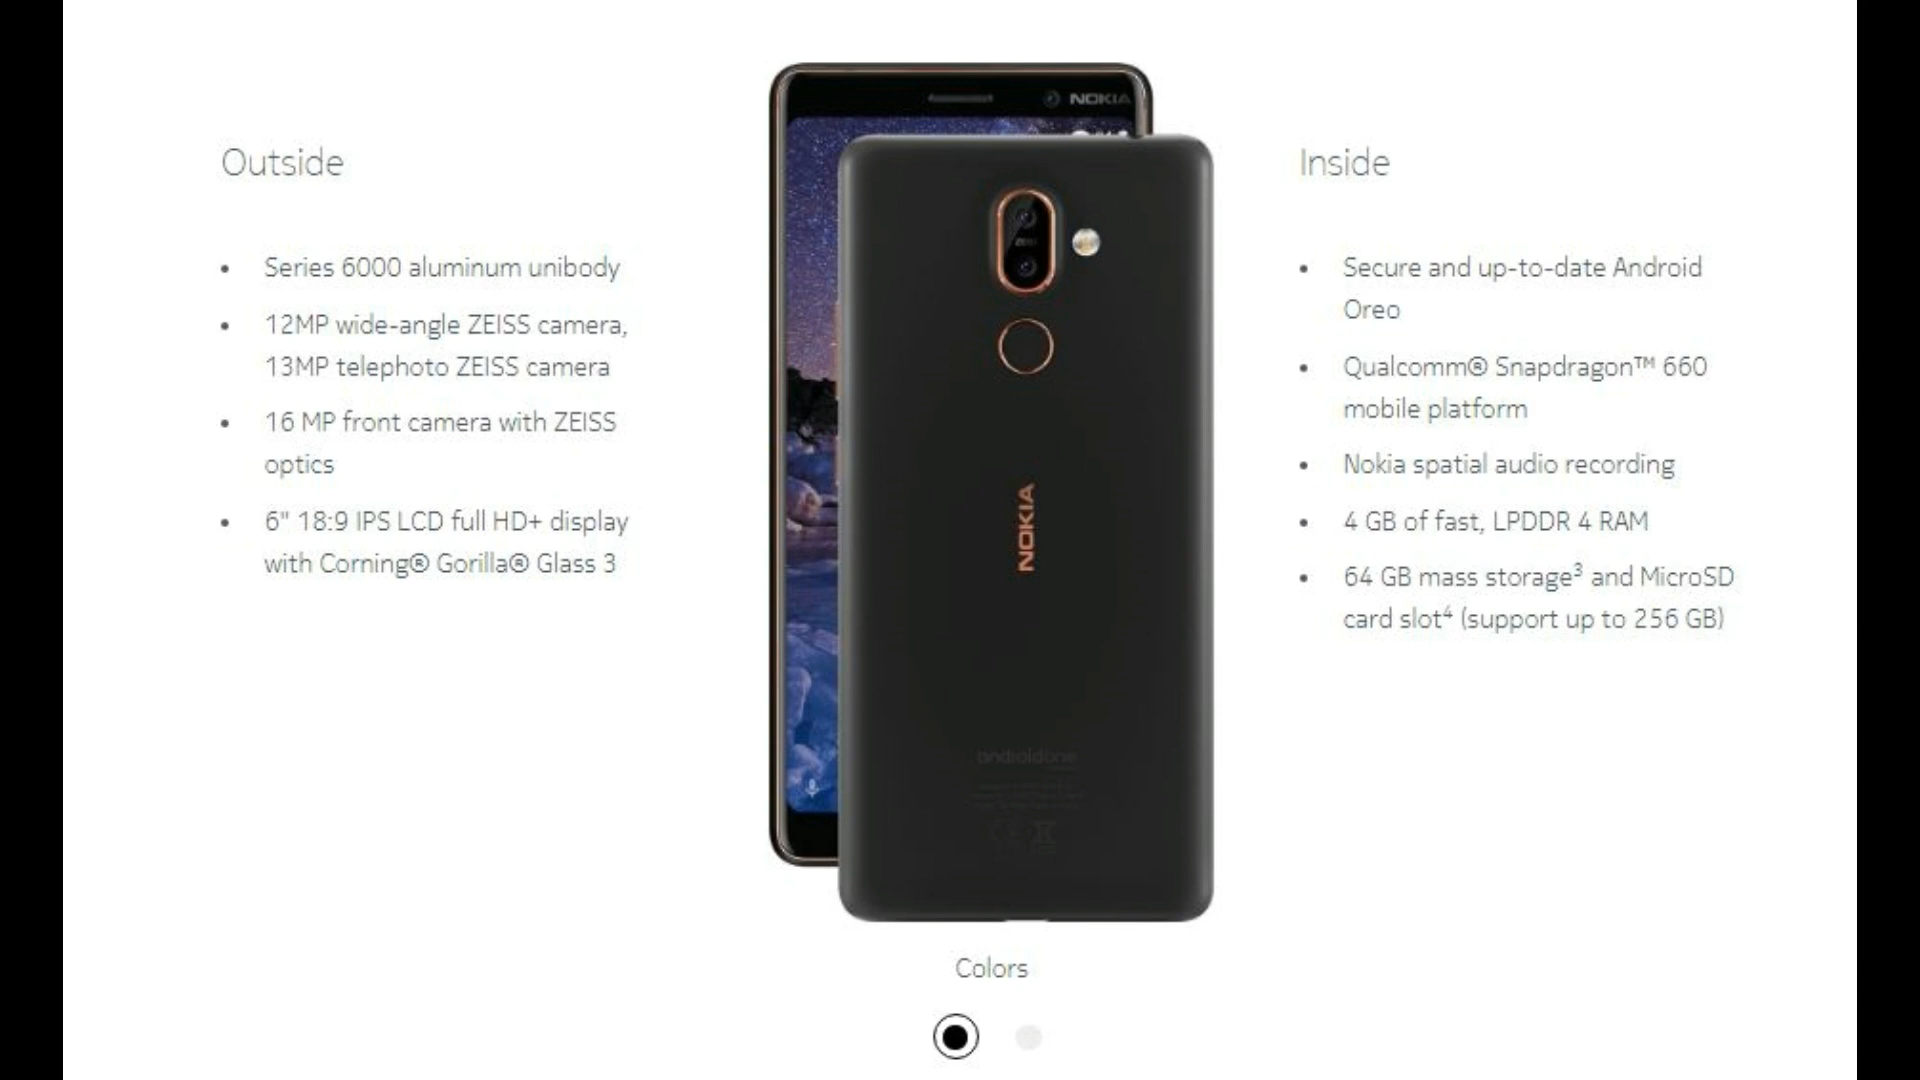 NOKIA
Outside
• Series 6000 aluminum unibody
• 12MP wide-angle ZEISS camera,
13MP telephoto ZEISS camera
• 16 MP front camera with ZEISS
optics
• 6" 18:9 IPS LCD full HD+ display
with Corning® Gorilla® Glass 3
ZEISS
NOKIA
androidone
Inside
• Secure and up-to-date Android
Oreo
• Qualcomm® Snapdragon™ 660
mobile platform
• Nokia spatial audio recording
• 4 GB of fast, LPDDR 4 RAM
• 64 GB mass storage³ and MicroSD
card slot⁴ (support up to 256 GB)
Colors